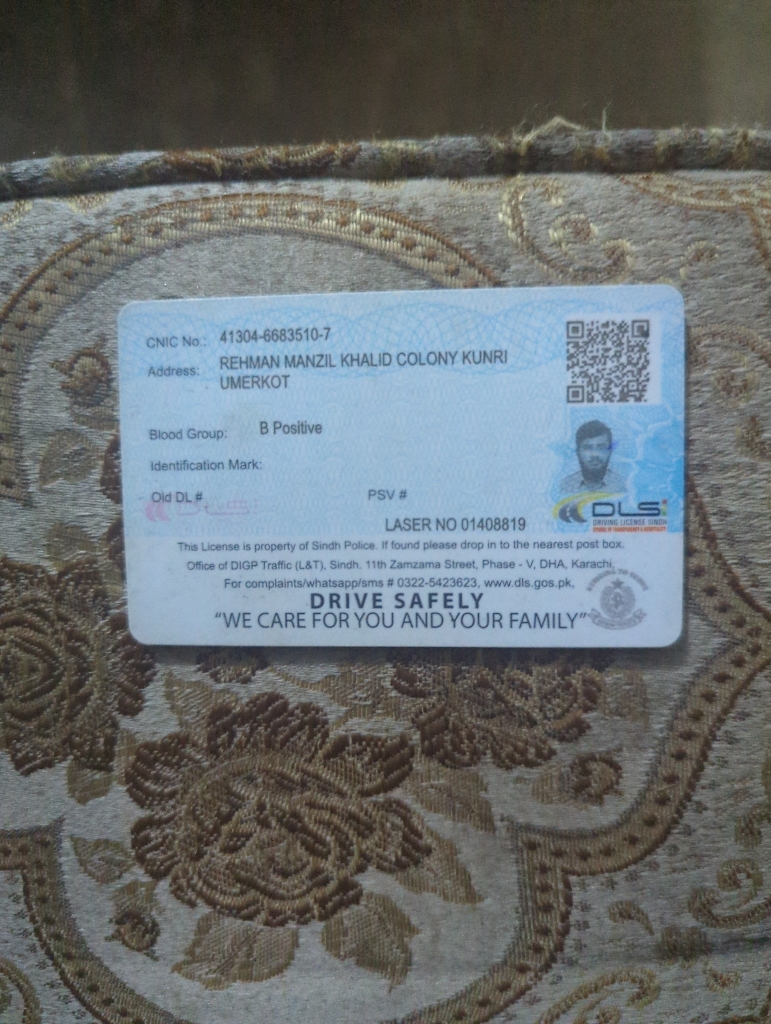 CNIC No.: 41304-6683510-7
Address: REHMAN MANZIL KHALID COLONY KUNRI
UMERKOT
Blood Group: B Positive
Identification Mark:
Old DL #
PSV #
LASER NO 01408819
DLS
DRIVING LICENSE SINDH
This License is property of Sindh Police. If found please drop in to the nearest post box.
Office of DIGP Traffic (L&T), Sindh. 11th Zamzama Street, Phase - V, DHA, Karachi,
For complaints/whatsapp/sms # 0322-5423623, www.dls.gos.pk,
DRIVE SAFELY
“WE CARE FOR YOU AND YOUR FAMILY”